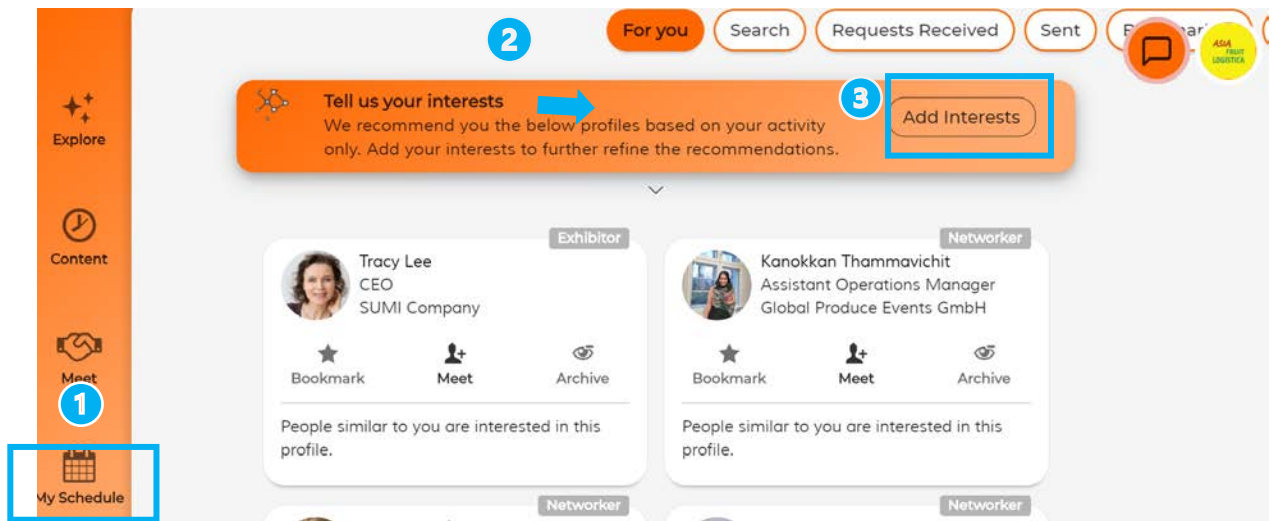 2
For you
Search
Requests Received
Sent
ASIA
FRUIT
LOGISTICA
Explore
Tell us your interests
We recommend you the below profiles based on your activity
only. Add your interests to further refine the recommendations.
3
Add Interests
Content
Exhibitor
Tracy Lee
CEO
SUMI Company
Bookmark
Meet
Archive
People similar to you are interested in this
profile.
Networker
Kanokkan Thammavichit
Assistant Operations Manager
Global Produce Events GmbH
Bookmark
Meet
Archive
People similar to you are interested in this
profile.
Meet
1
My Schedule
Networker
Networker